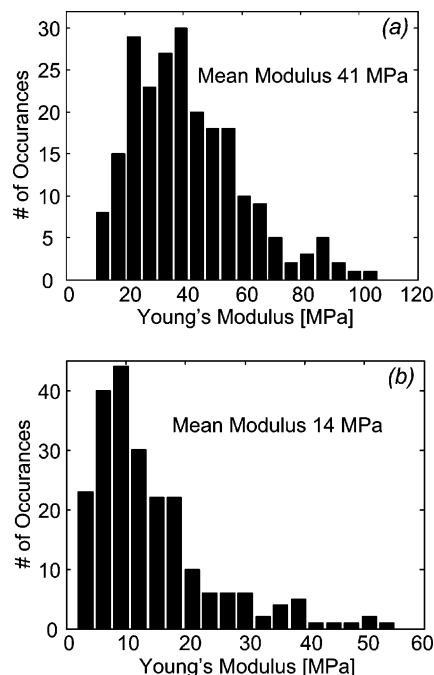 (a)
30
Mean Modulus 41 MPa
25
20
15
10
5
0
# of Occurances
0 20 40 60 80 100 120
Young's Modulus [MPa]
(b)
40
Mean Modulus 14 MPa
30
20
10
0
# of Occurances
0 10 20 30 40 50 60
Young's Modulus [MPa]